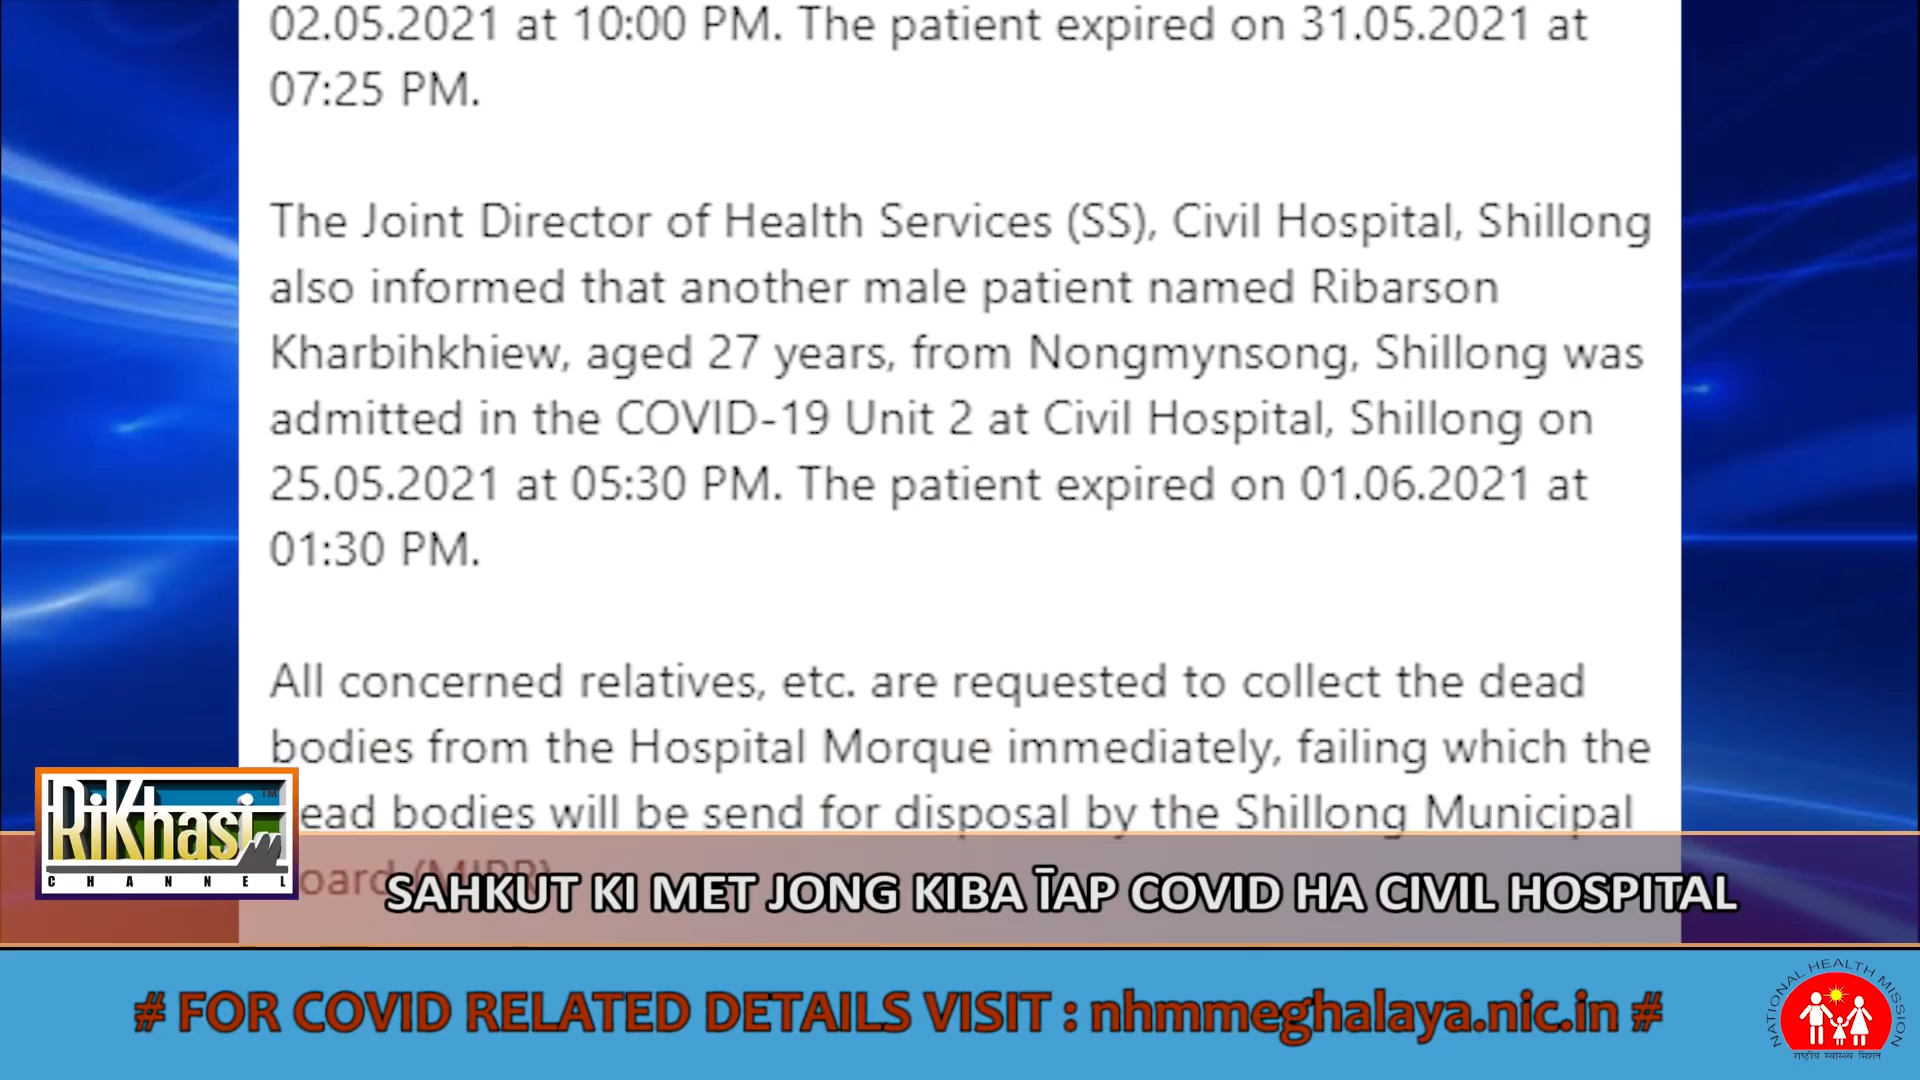 02.05.2021 at 10:00 PM. The patient expired on 31.05.2021 at
07:25 PM.
The Joint Director of Health Services (SS), Civil Hospital, Shillong
also informed that another male patient named Ribarson
Kharbihkhiew, aged 27 years, from Nongmynsong, Shillong was
admitted in the COVID-19 Unit 2 at Civil Hospital, Shillong on
25.05.2021 at 05:30 PM. The patient expired on 01.06.2021 at
01:30 PM.
All concerned relatives, etc. are requested to collect the dead
bodies from the Hospital Morque immediately, failing which the
ead bodies will be send for disposal by the Shillong Municipal
oard
RiKhasi TM
CHANNEL
SAHKUT KI MET JONG KIBA ĪAP COVID HA CIVIL HOSPITAL
# FOR COVID RELATED DETAILS VISIT : nhmmeghalaya.nic.in #
NATIONAL HEALTH MISSION
राष्ट्रीय स्वास्थ्य मिशन